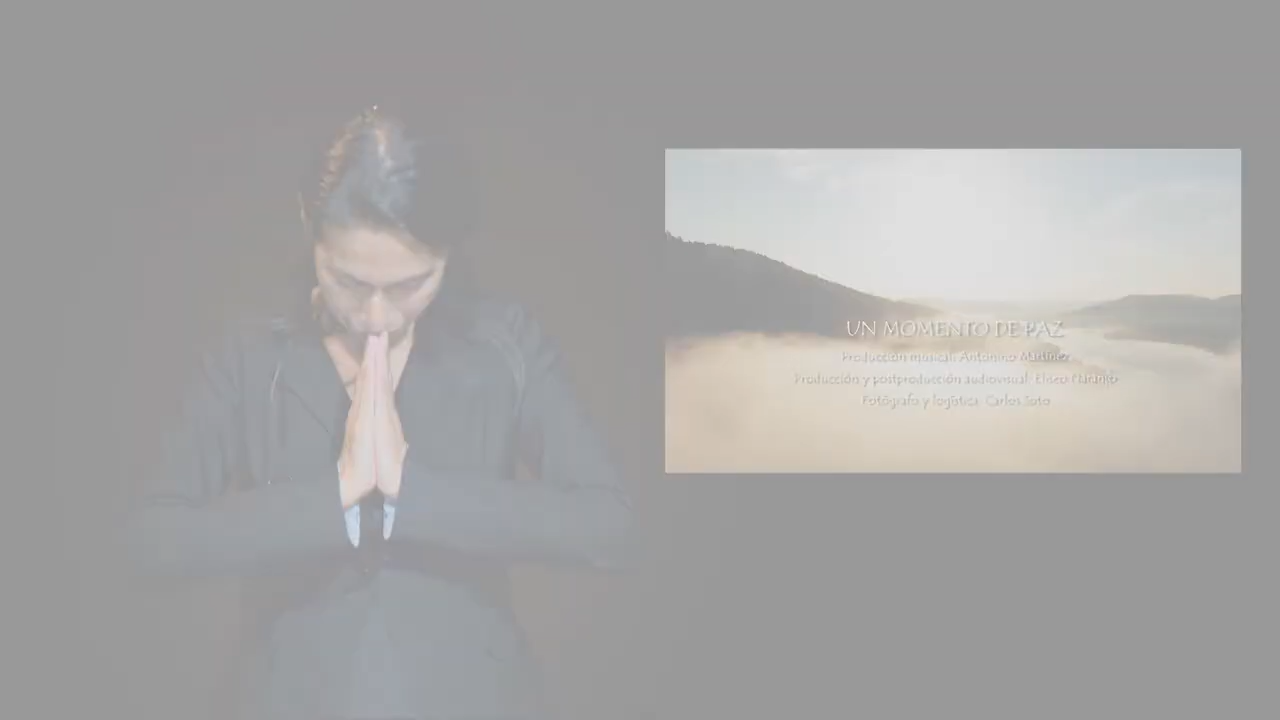 UN MOMENTO DE PAZ
Producción musical: Antonino Martínez
Producción y postproducción audiovisual: Eliseo Naranjo
Fotógrafo y logística: Carlos Soto